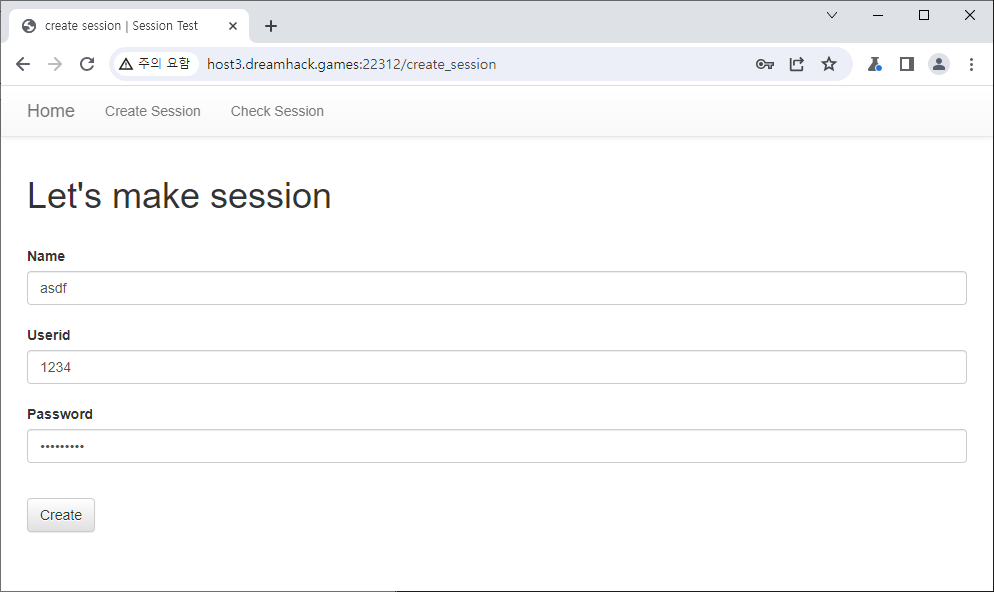 create session | Session Test
주의 요함 host3.dreamhack.games:22312/create_session
Home Create Session Check Session
Let's make session
Name
asdf
Userid
1234
Password
•••••••••
Create